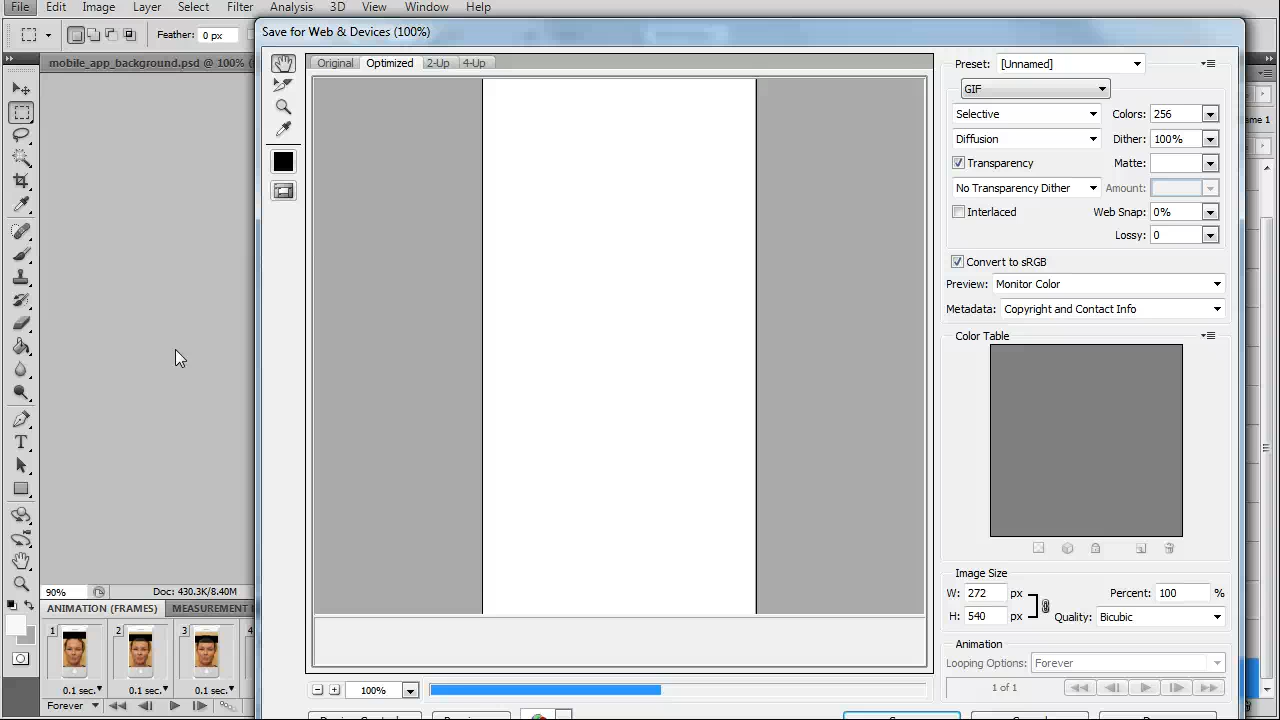 File Edit Image Layer Select Filter Analysis 3D View Window Help
Feather: 0 px
Save for Web & Devices (100%)
mobile_app_background.psd @ 100% (
Original Optimized 2-Up 4-Up
Preset: [Unnamed]
GIF
Selective Colors: 256
Diffusion Dither: 100%
Transparency Matte:
No Transparency Dither Amount:
Interlaced Web Snap: 0%
Lossy: 0
Convert to sRGB
Preview: Monitor Color
Metadata: Copyright and Contact Info
Color Table
Image Size
W: 272 px Percent: 100 %
H: 540 px Quality: Bicubic
Animation
Looping Options: Forever
1 of 1
100%
90% Doc: 430.3K/8.40M
ANIMATION (FRAMES) MEASUREMENT
1 2 3 4
0.1 sec. 0.1 sec. 0.1 sec.
Forever
ame 1
T